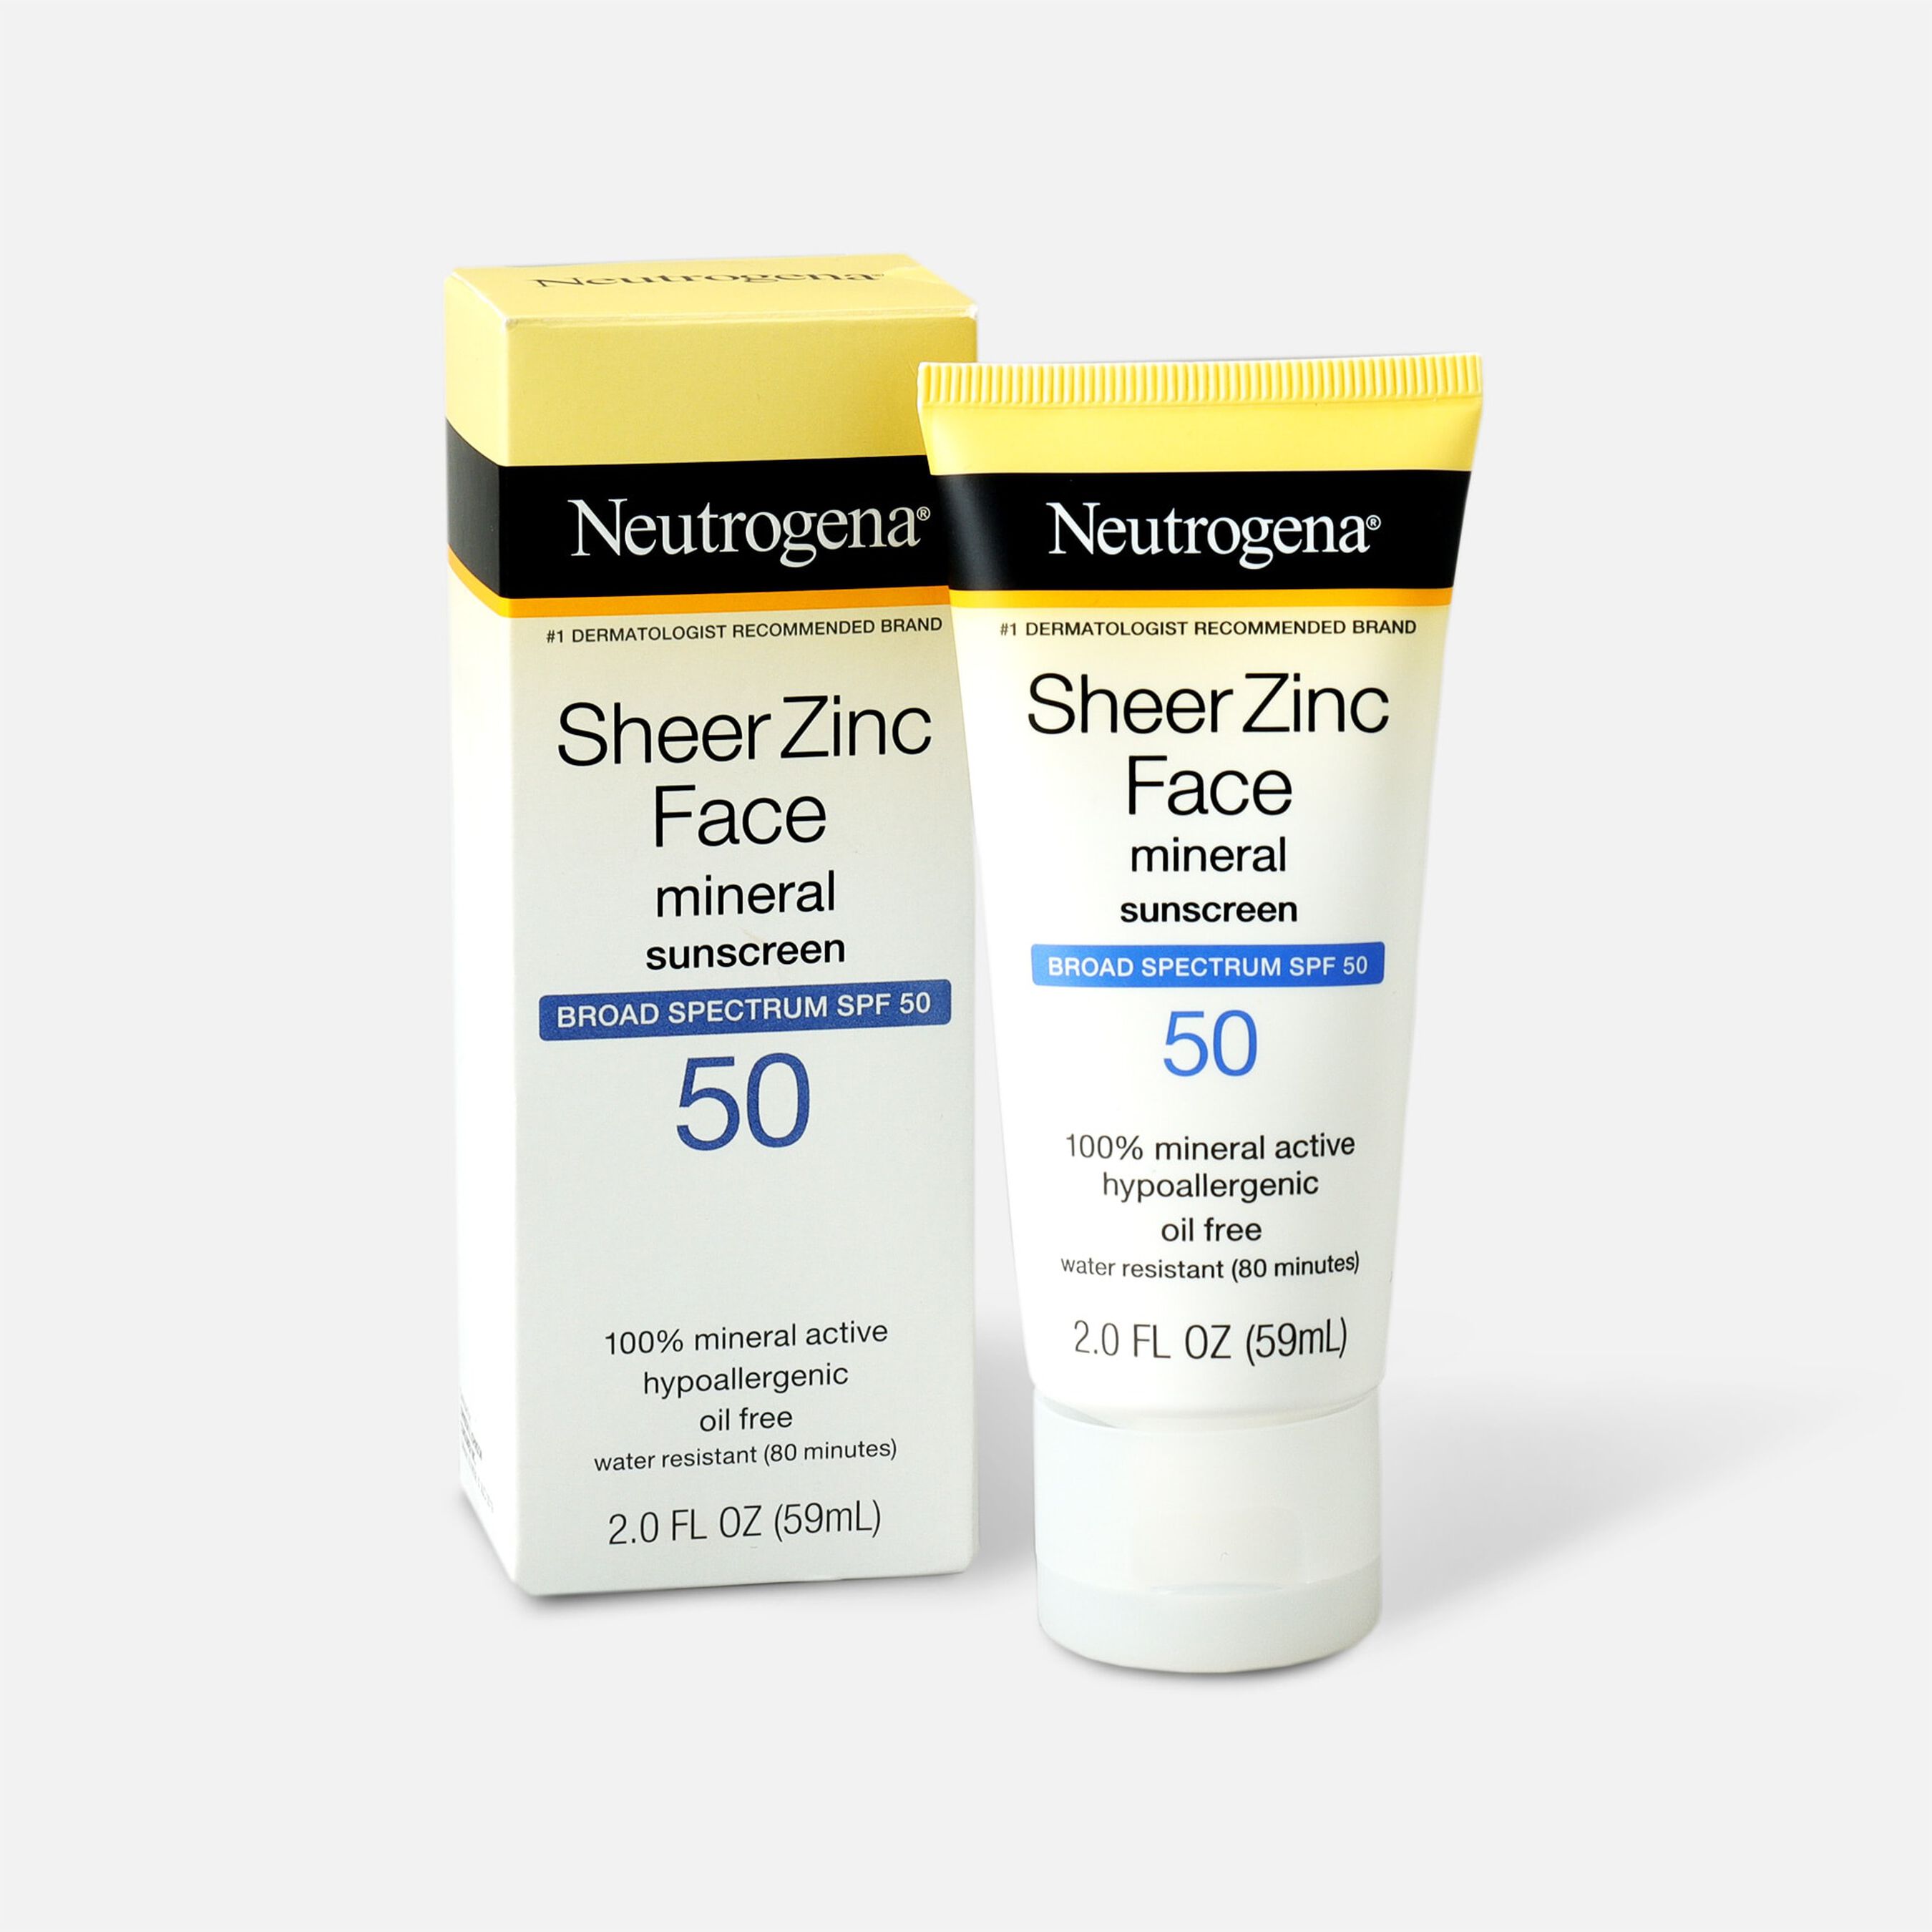 Neutrogena®
Neutrogena®
#1 DERMATOLOGIST RECOMMENDED BRAND
Sheer Zinc
Face
mineral
sunscreen
BROAD SPECTRUM SPF 50
50
100% mineral active
hypoallergenic
oil free
water resistant (80 minutes)
2.0 FL OZ (59mL)
Neutrogena®
#1 DERMATOLOGIST RECOMMENDED BRAND
Sheer Zinc
Face
mineral
sunscreen
BROAD SPECTRUM SPF 50
50
100% mineral active
hypoallergenic
oil free
water resistant (80 minutes)
2.0 FL OZ (59mL)